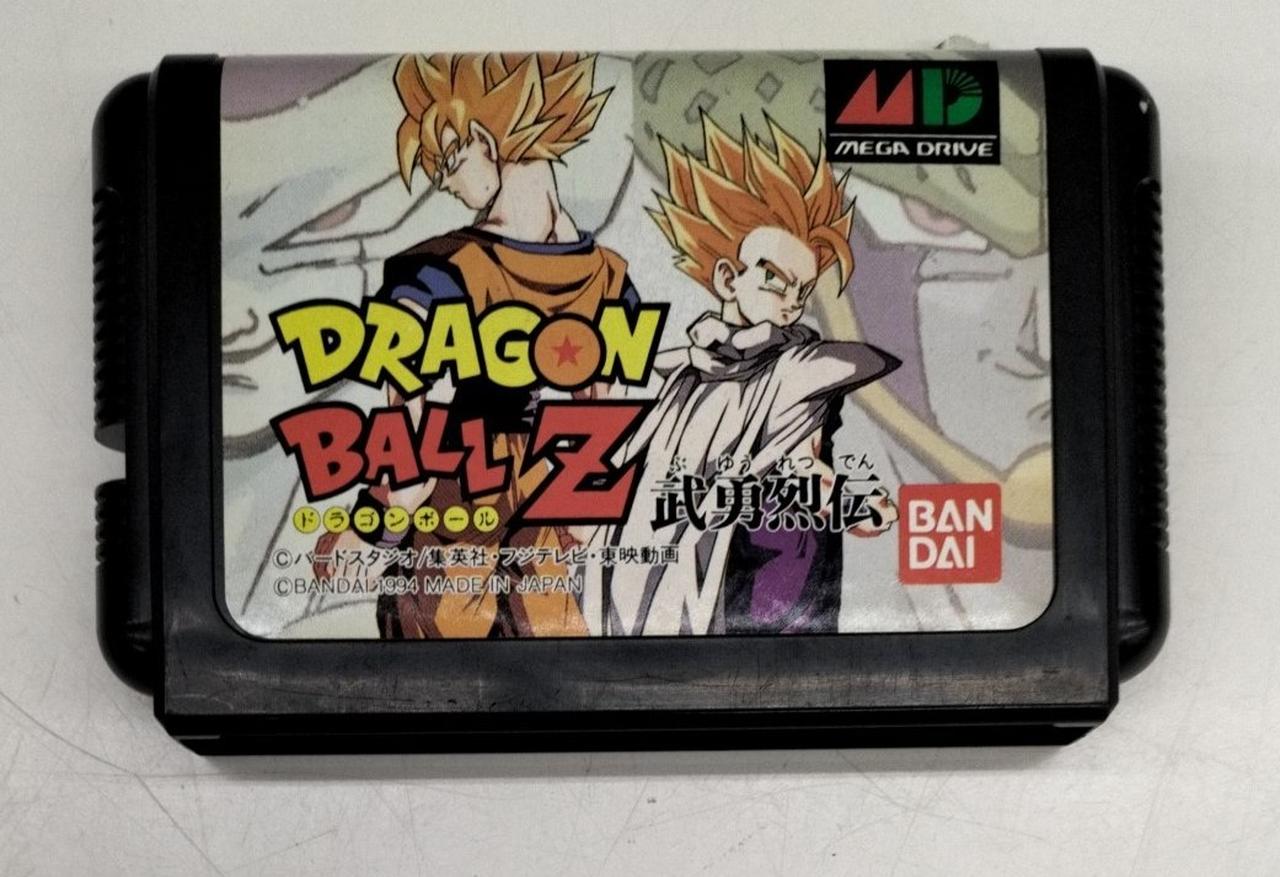 MD
MEGA DRIVE
DRAGON
BALL Z
ドラゴンボール
ぶ ゆう れつ でん
武勇烈伝
BAN
DAI
©バードスタジオ/集英社・フジテレビ・東映動画
©BANDAI 1994 MADE IN JAPAN